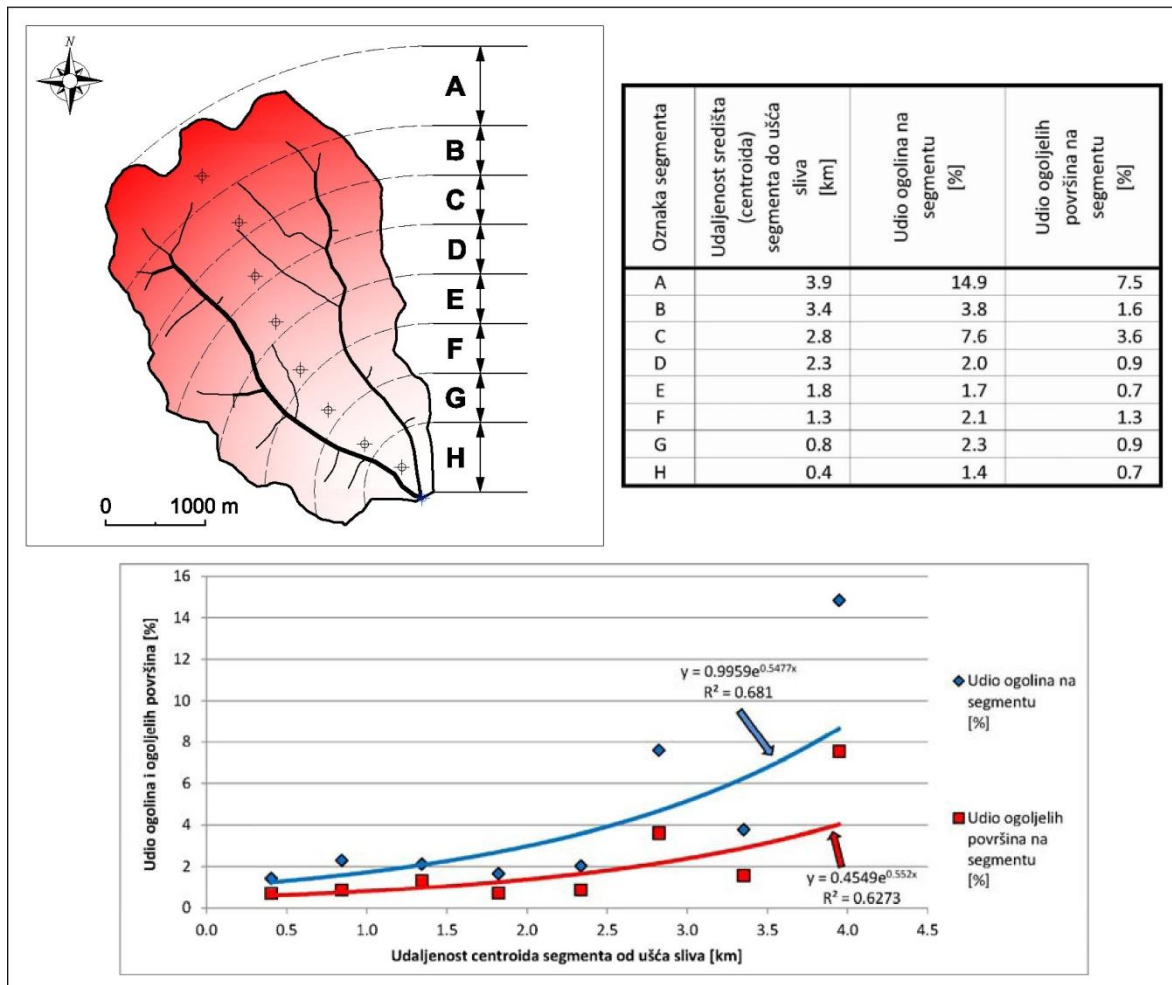 N
A
B
C
D
E
F
G
H
0 1000 m
Oznaka segmenta
Udaljenost središta
(centroida)
segmenta do ušća
sliva
[km]
Udio ogolina na
segmentu
[%]
Udio ogoljelih
površina na
segmentu
[%]
A 3.9 14.9 7.5
B 3.4 3.8 1.6
C 2.8 7.6 3.6
D 2.3 2.0 0.9
E 1.8 1.7 0.7
F 1.3 2.1 1.3
G 0.8 2.3 0.9
H 0.4 1.4 0.7
Udio ogolina i ogoljelih površina [%]
16
14
12
10
8
6
4
2
0
y = 0.9959e^0.5477x
R² = 0.681
y = 0.4549e^0.552x
R² = 0.6273
0.0 0.5 1.0 1.5 2.0 2.5 3.0 3.5 4.0 4.5
Udaljenost centroida segmenta od ušća sliva [km]
Udio ogolina na
segmentu
[%]
Udio ogoljelih
površina na
segmentu
[%]